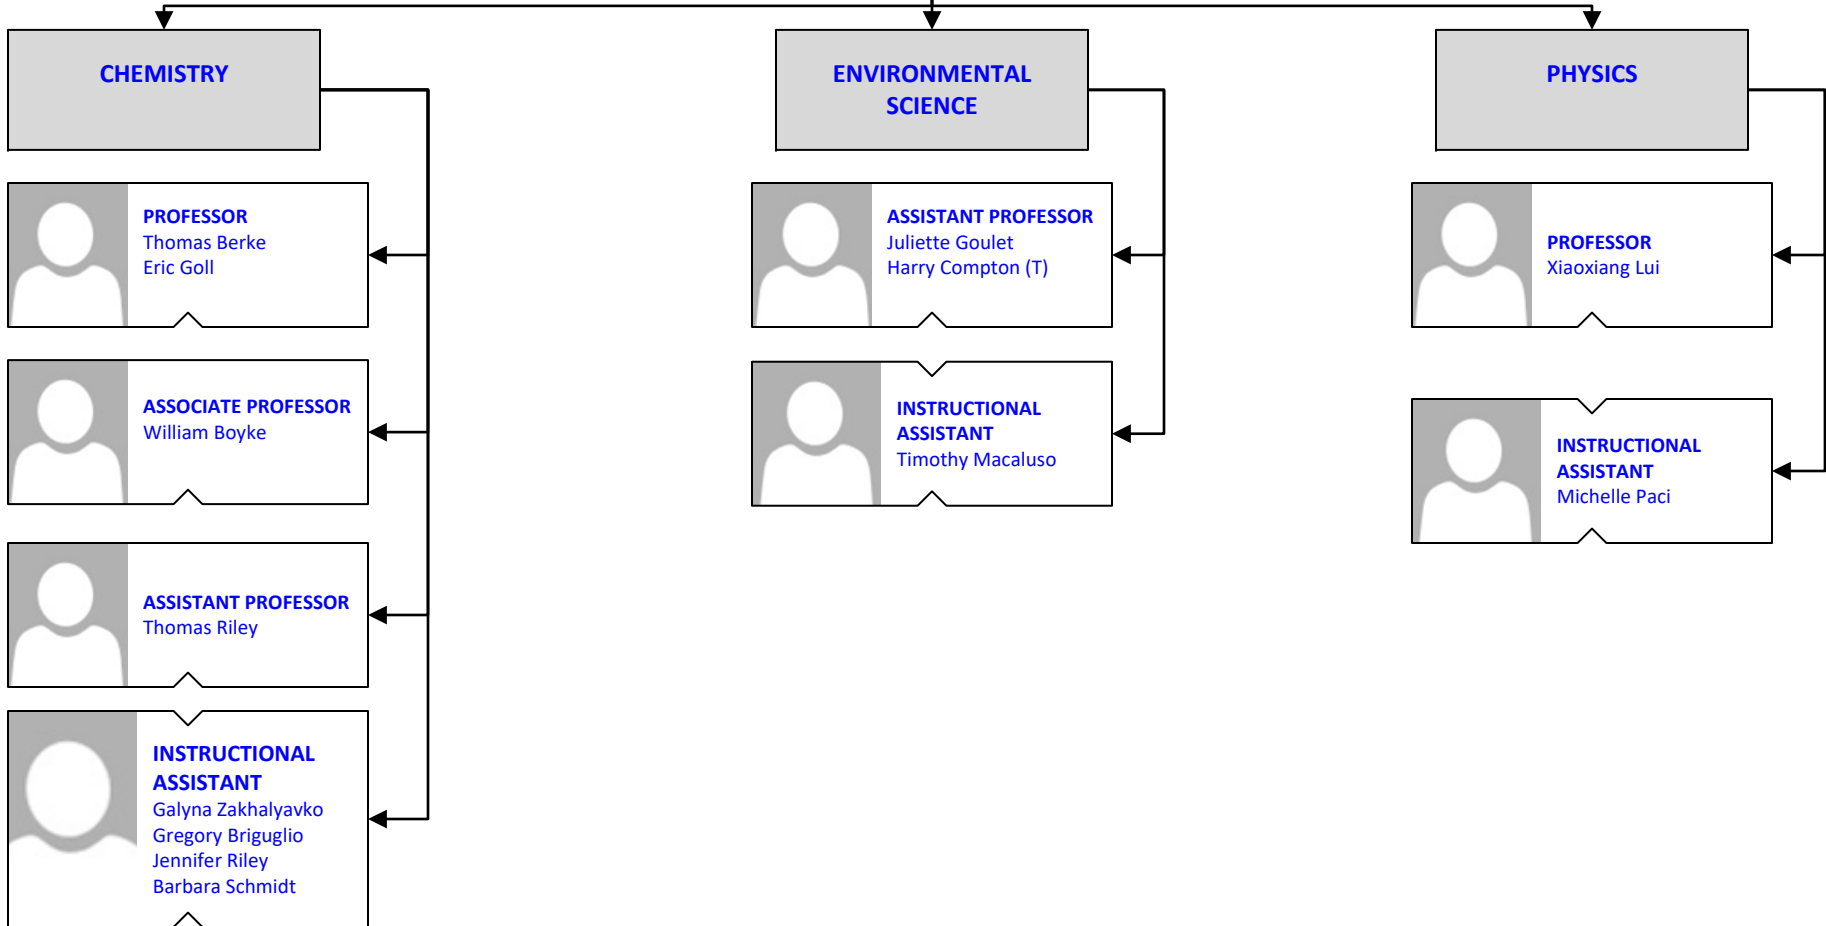 CHEMISTRY
PROFESSOR
Thomas Berke
Eric Goll
ASSOCIATE PROFESSOR
William Boyke
ASSISTANT PROFESSOR
Thomas Riley
INSTRUCTIONAL
ASSISTANT
Galyna Zakhalyavko
Gregory Briguglio
Jennifer Riley
Barbara Schmidt
ENVIRONMENTAL
SCIENCE
ASSISTANT PROFESSOR
Juliette Goulet
Harry Compton (T)
INSTRUCTIONAL
ASSISTANT
Timothy Macaluso
PHYSICS
PROFESSOR
Xiaoxiang Lui
INSTRUCTIONAL
ASSISTANT
Michelle Paci